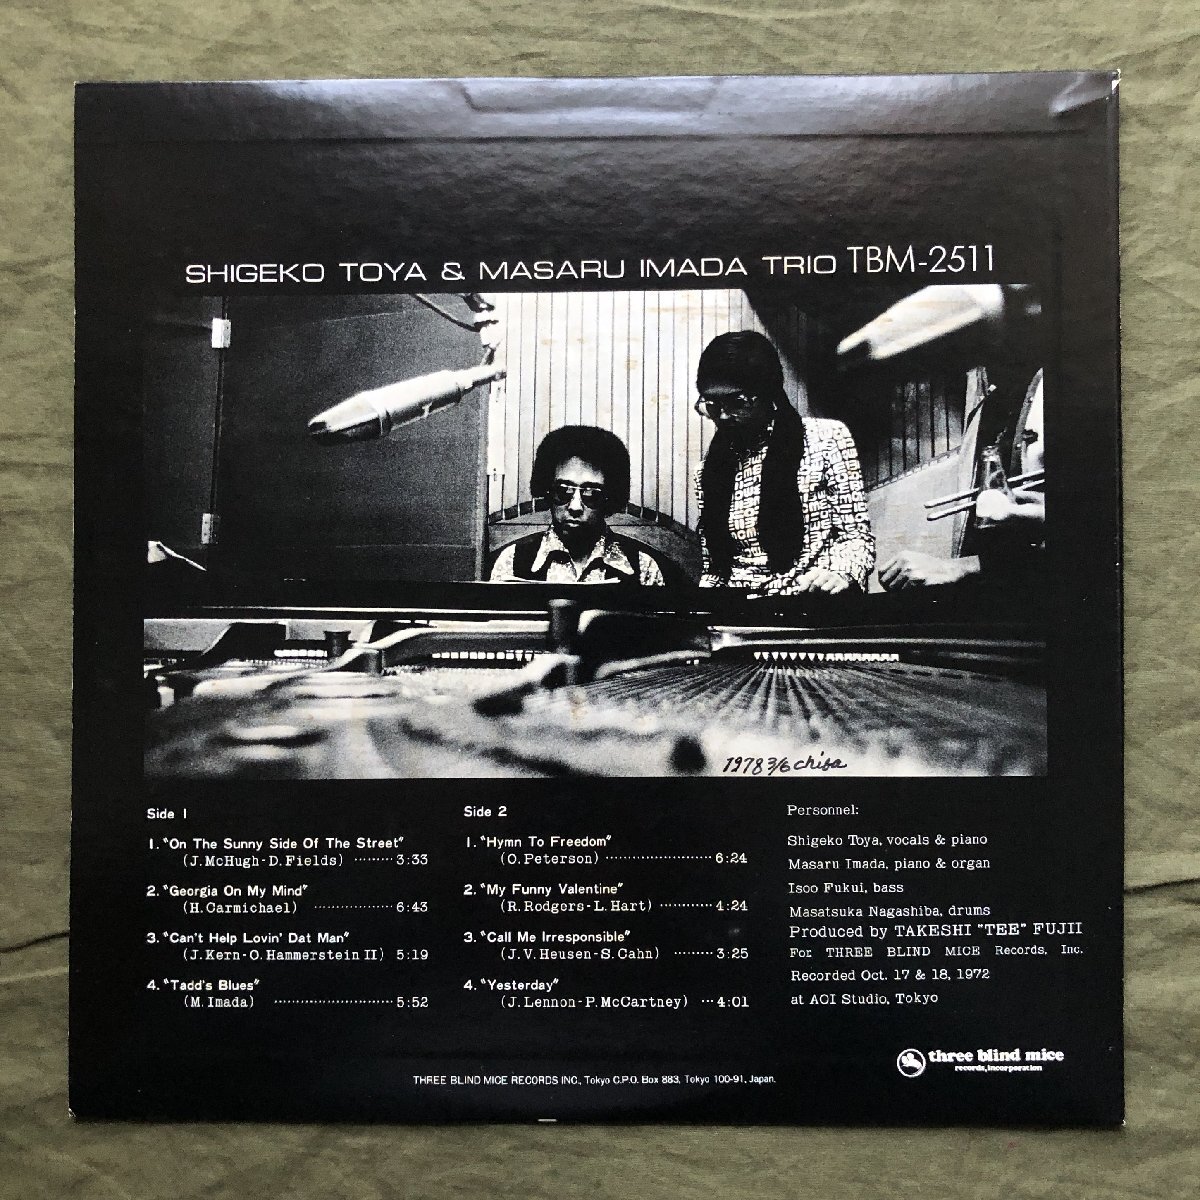 SHIGEKO TOYA & MASARU IMADA TRIO TBM-2511
1978 3/6 chisa
Side 1
1. "On The Sunny Side Of The Street"
(J. McHugh - D. Fields) ········ 3:33
2. "Georgia On My Mind"
(H. Carmichael) ················· 6:43
3. "Can't Help Lovin' Dat Man"
(J. Kern - O. Hammerstein II) 5:19
4. "Tadd's Blues"
(M. Imada) ························· 5:52
Side 2
1. "Hymn To Freedom"
(O. Peterson) ······················ 6:24
2. "My Funny Valentine"
(R. Rodgers - L. Hart) ··········· 4:24
3. "Call Me Irresponsible"
(J. V. Heusen - S. Cahn) ········ 3:25
4. "Yesterday"
(J. Lennon - P. McCartney) ··· 4:01
Personnel:
Shigeko Toya, vocals & piano
Masaru Imada, piano & organ
Isoo Fukui, bass
Masatsuka Nagashiba, drums
Produced by TAKESHI "TEE" FUJII
For THREE BLIND MICE Records, Inc.
Recorded Oct. 17 & 18, 1972
at AOI Studio, Tokyo
three blind mice
records, incorporation
THREE BLIND MICE RECORDS INC., Tokyo C.P.O. Box 883, Tokyo 100-91, Japan.